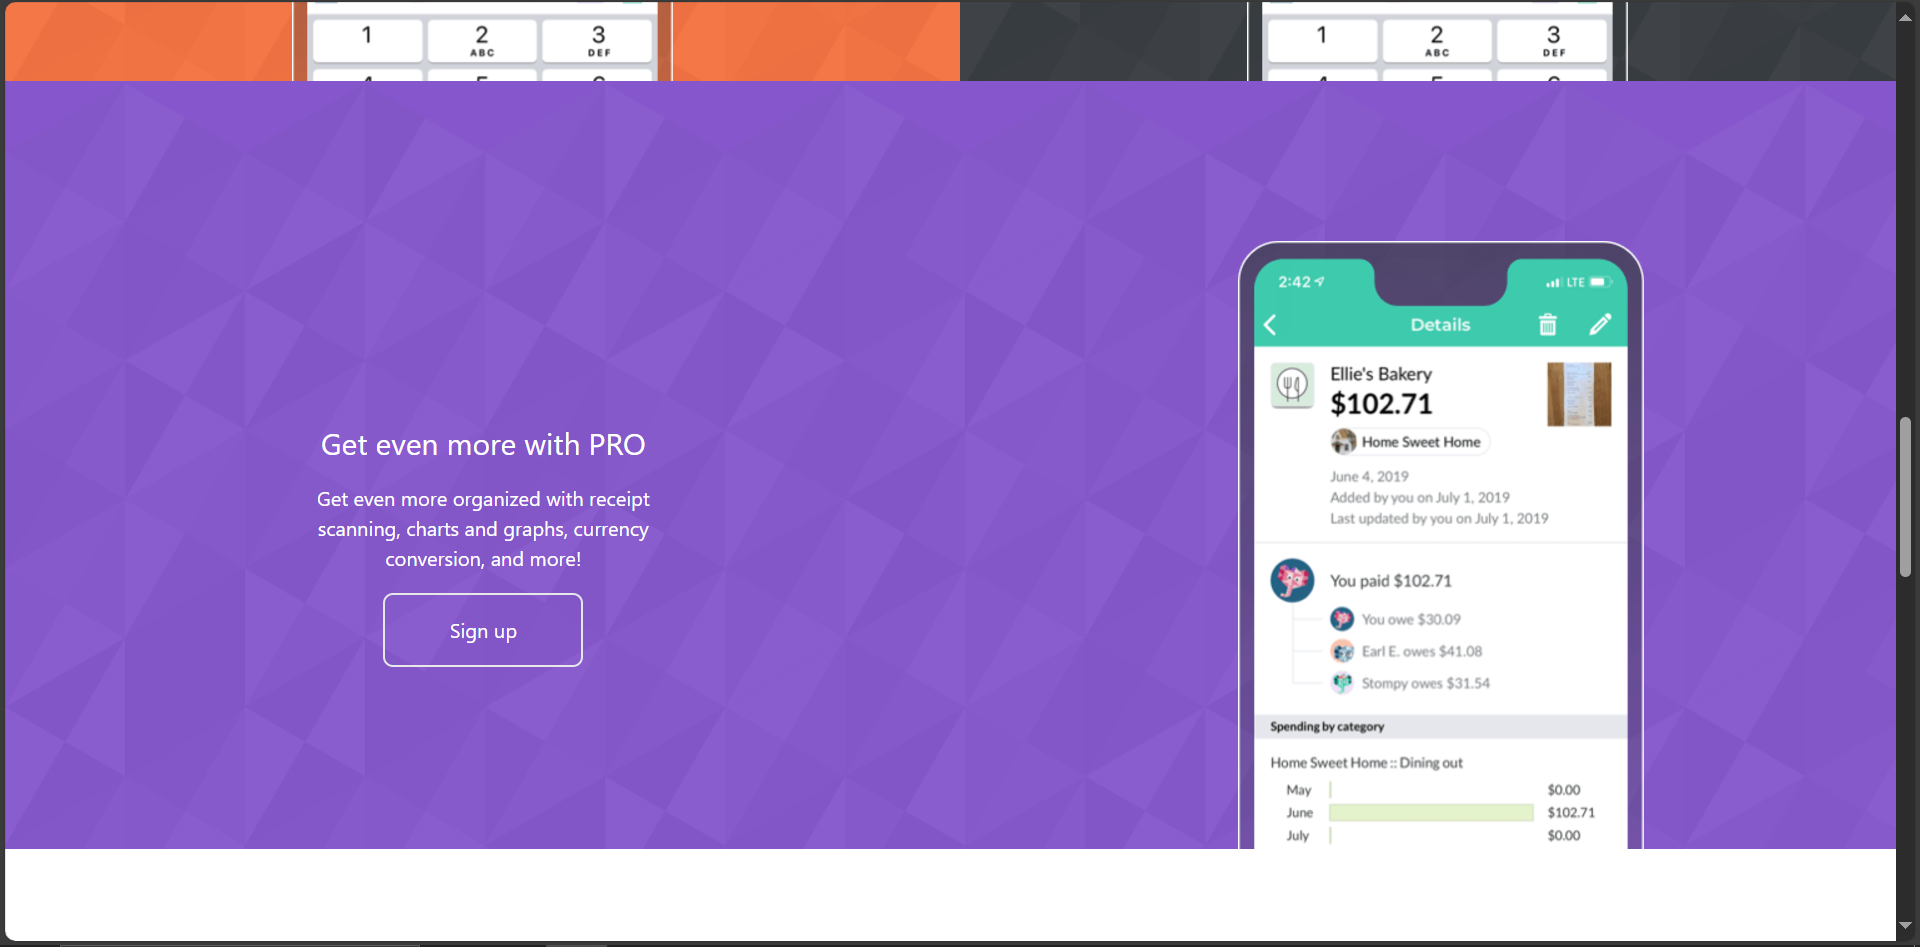 1
2
3
ABC
DEF
1
2
3
ABC
DEF
Get even more with PRO
Get even more organized with receipt
scanning, charts and graphs, currency
conversion, and more!
Sign up
2:42
LTE
Details
Ellie's Bakery
$102.71
Home Sweet Home
June 4, 2019
Added by you on July 1, 2019
Last updated by you on July 1, 2019
You paid $102.71
You owe $30.09
Earl E. owes $41.08
Stompy owes $31.54
Spending by category
Home Sweet Home :: Dining out
May $0.00
June $102.71
July $0.00